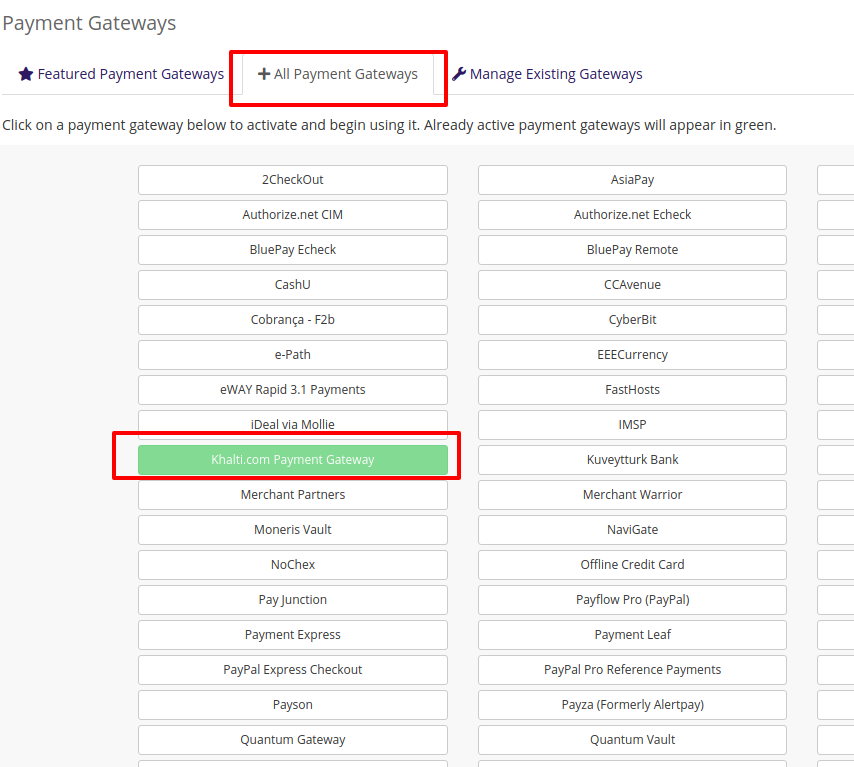 Payment Gateways
Featured Payment Gateways All Payment Gateways Manage Existing Gateways
Click on a payment gateway below to activate and begin using it. Already active payment gateways will appear in green.
2CheckOut AsiaPay
Authorize.net CIM Authorize.net Echeck
BluePay Echeck BluePay Remote
CashU CCAvenue
Cobrança - F2b CyberBit
e-Path EEECurrency
eWAY Rapid 3.1 Payments FastHosts
iDeal via Mollie IMSP
Khalti.com Payment Gateway Kuveytturk Bank
Merchant Partners Merchant Warrior
Moneris Vault NaviGate
NoChex Offline Credit Card
Pay Junction Payflow Pro (PayPal)
Payment Express Payment Leaf
PayPal Express Checkout PayPal Pro Reference Payments
Payson Payza (Formerly Alertpay)
Quantum Gateway Quantum Vault